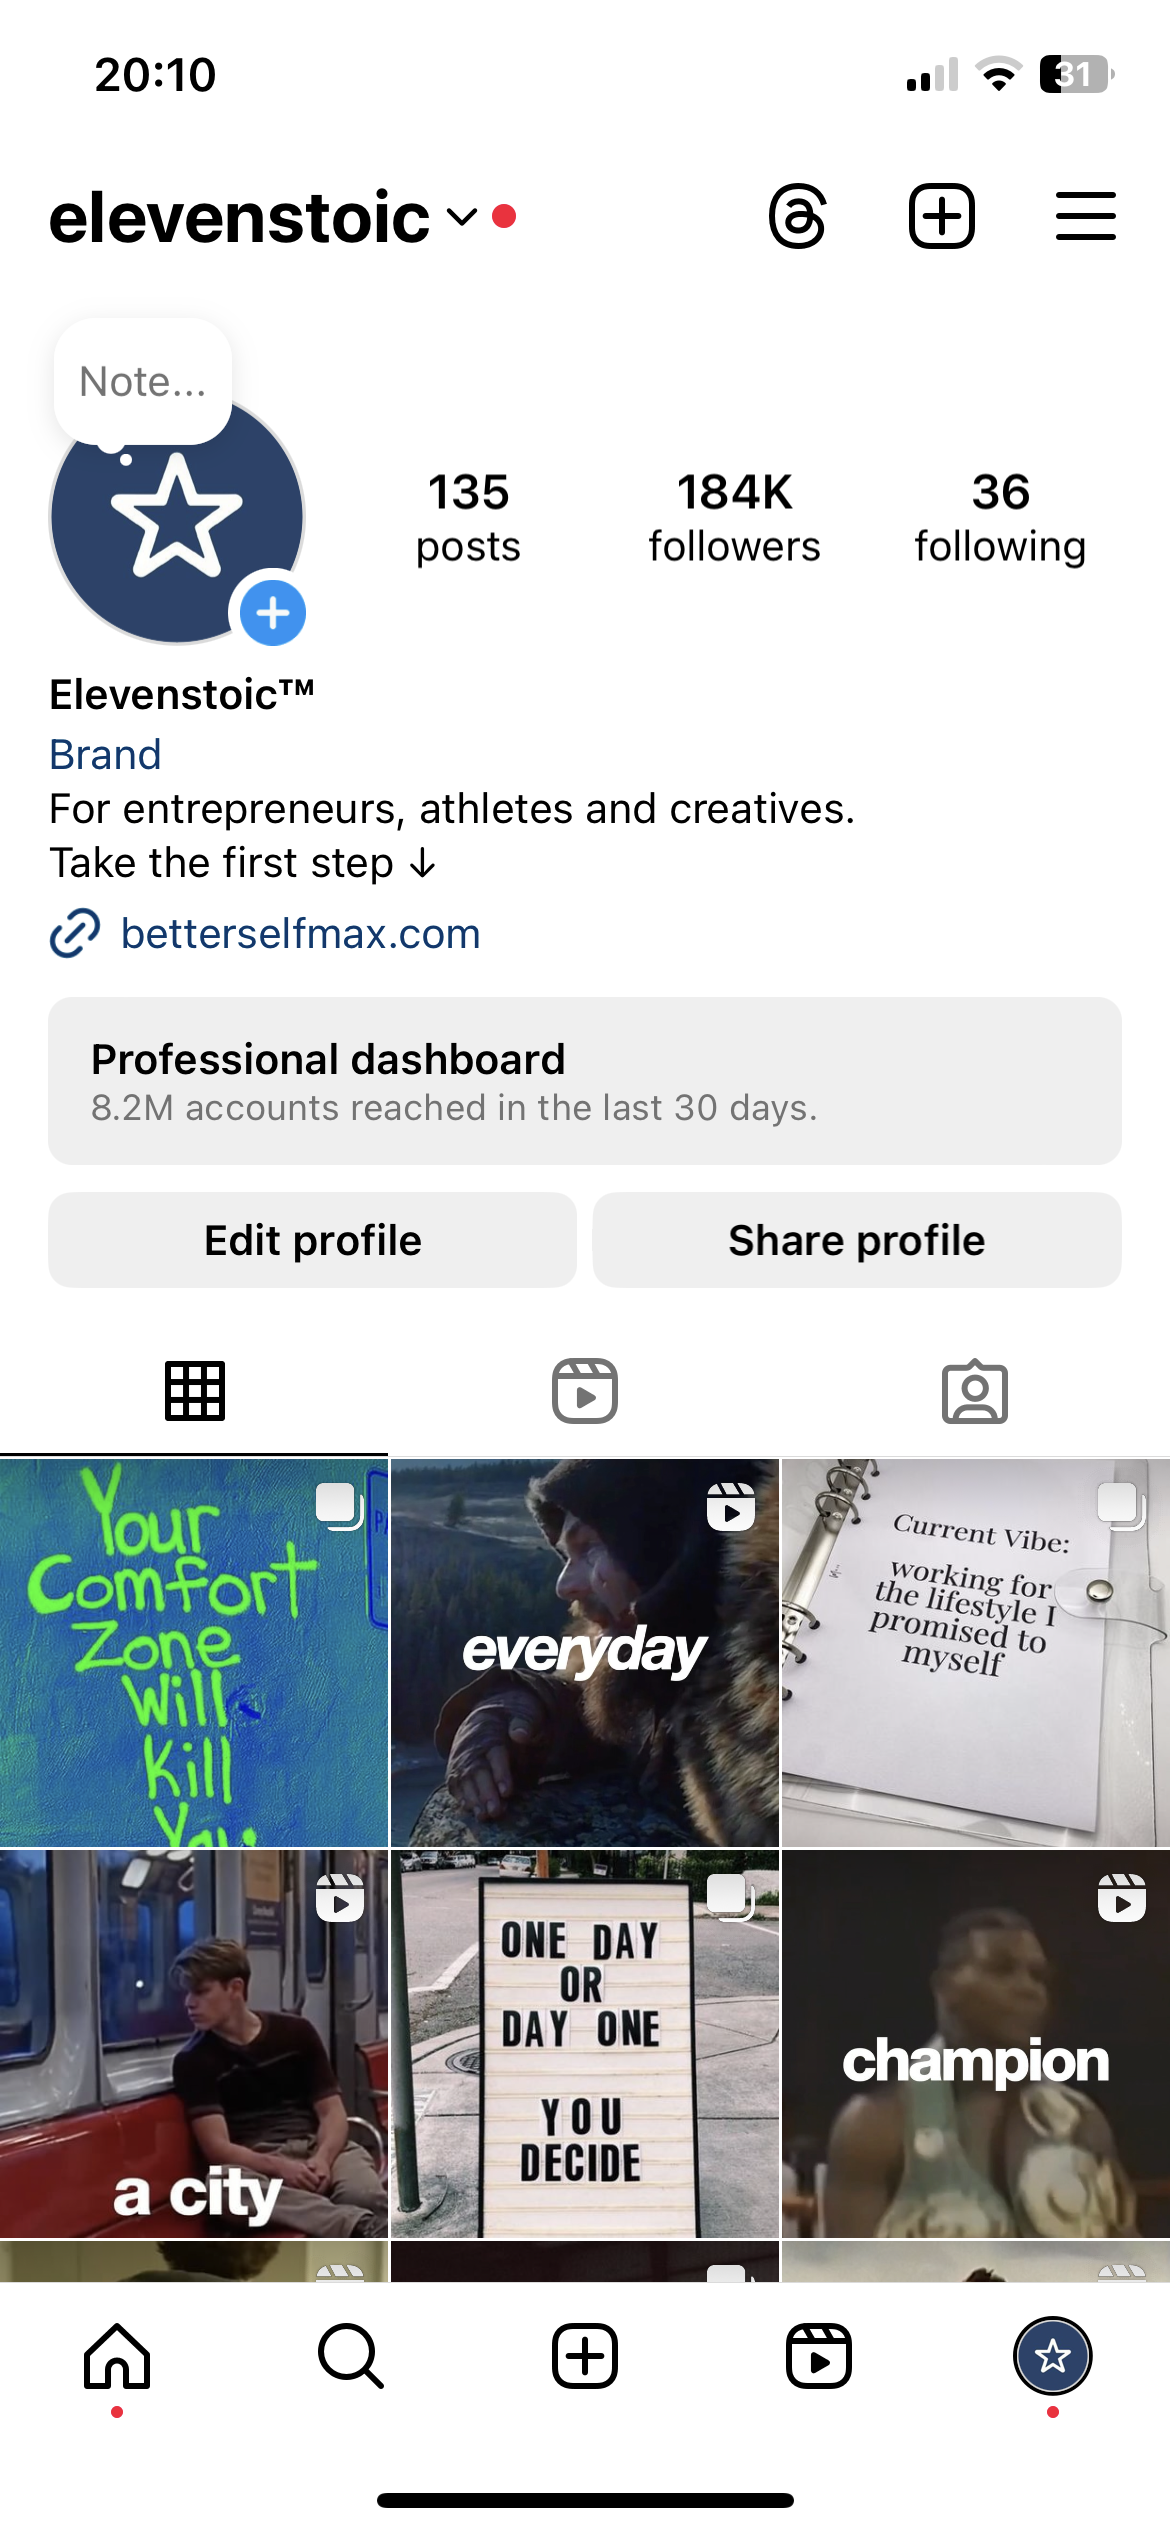 20:10
31
elevenstoic
Note...
135
posts
184K
followers
36
following
Elevenstoic™
Brand
For entrepreneurs, athletes and creatives.
Take the first step ↓
betterselfmax.com
Professional dashboard
8.2M accounts reached in the last 30 days.
Edit profile
Share profile
Your
Comfort
Zone
Will
Kill
You.
everyday
Current Vibe:
working for
the lifestyle I
promised to
myself
a city
ONE DAY
OR
DAY ONE
YOU
DECIDE
champion